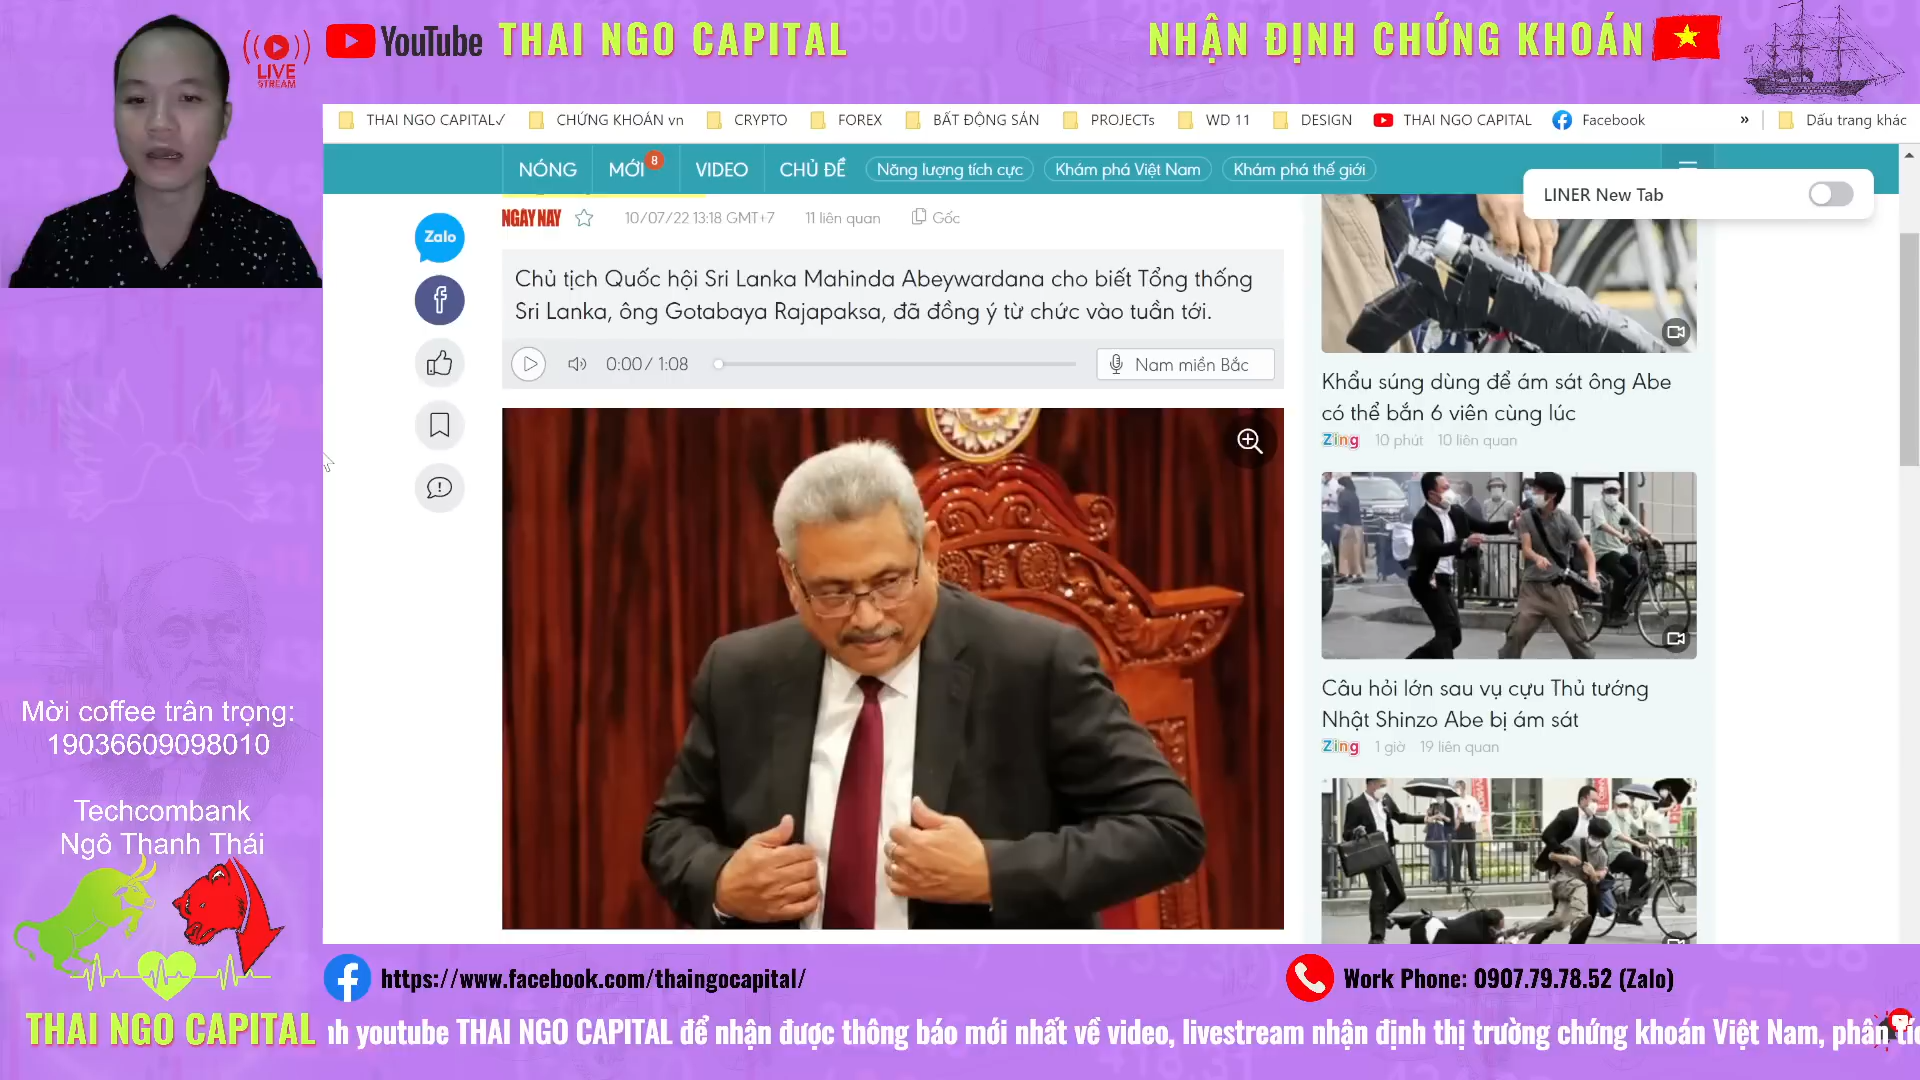 LIVE
STREAM
YouTube THAI NGO CAPITAL
NHẬN ĐỊNH CHỨNG KHOÁN
THAI NGO CAPITAL✓
CHỨNG KHOÁN vn
CRYPTO
FOREX
BẤT ĐỘNG SẢN
PROJECTs
WD 11
DESIGN
THAI NGO CAPITAL
Facebook
»
Dấu trang khác
NÓNG
MỚI
8
VIDEO
CHỦ ĐỀ
Năng lượng tích cực
Khám phá Việt Nam
Khám phá thế giới
LINER New Tab
Zalo
NGÀY NAY
10/07/22 13:18 GMT+7
11 liên quan
Gốc
Chủ tịch Quốc hội Sri Lanka Mahinda Abeywardana cho biết Tổng thống
Sri Lanka, ông Gotabaya Rajapaksa, đã đồng ý từ chức vào tuần tới.
0:00 / 1:08
Nam miền Bắc
Khẩu súng dùng để ám sát ông Abe
có thể bắn 6 viên cùng lúc
Zing 10 phút 10 liên quan
Câu hỏi lớn sau vụ cựu Thủ tướng
Nhật Shinzo Abe bị ám sát
Zing 1 giờ 19 liên quan
Mời coffee trân trọng:
19036609098010
Techcombank
Ngô Thanh Thái
THAI NGO CAPITAL
https://www.facebook.com/thaingocapital/
Work Phone: 0907.79.78.52 (Zalo)
nh youtube THAI NGO CAPITAL để nhận được thông báo mới nhất về video, livestream nhận định thị trường chứng khoán Việt Nam, phân